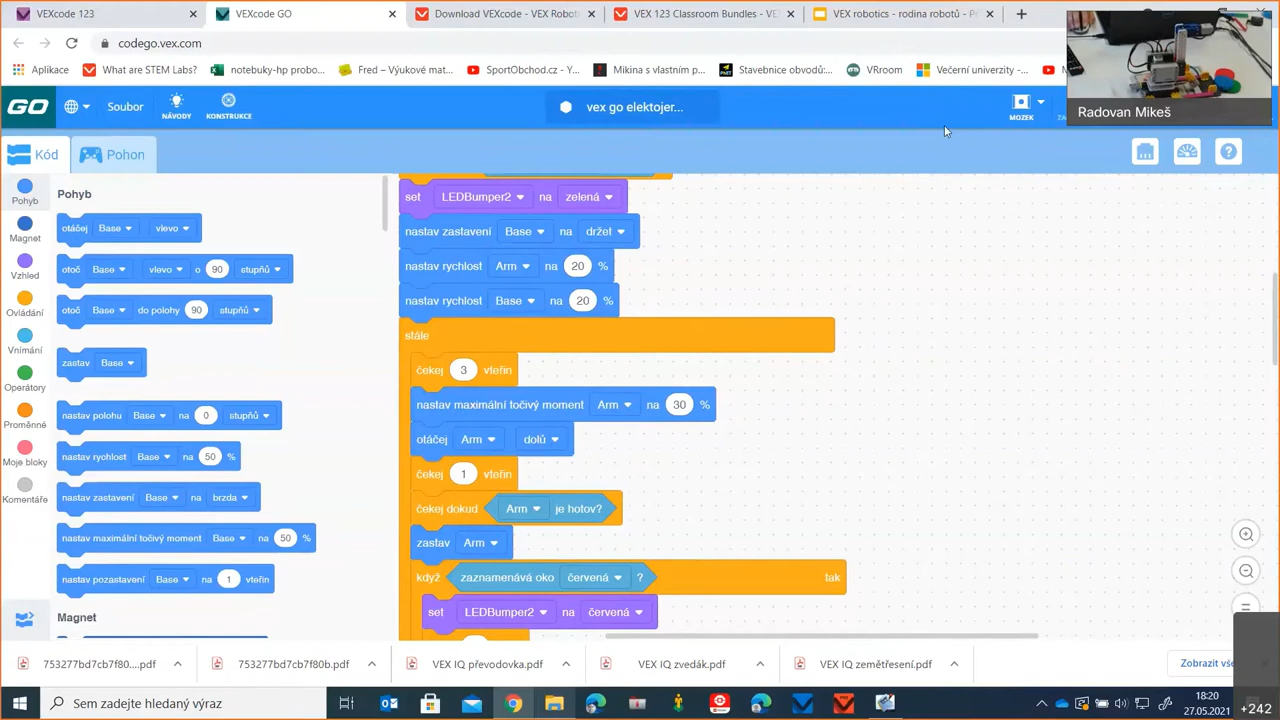 VEXcode 123
VEXcode GO
Download VEXcode - VEX Robot
VEX 123 Classroom Bundles - VEX
VEX robotics - rodina robotů - P
codego.vex.com
Aplikace
What are STEM Labs?
notebuky-hp probo...
Fred – Výukové mat...
SportObchod.cz - Y...
Mikina s vlastním p...
Stavebnice obvodů:...
VRroom
Večerní univerzity -...
Radovan Mikeš
GO
Soubor
NÁVODY
KONSTRUKCE
vex go elektojer...
MOZEK
Kód
Pohon
Pohyb
Magnet
Vzhled
Ovládání
Vnímání
Operátory
Proměnné
Moje bloky
Komentáře
Pohyb
otáčej Base vlevo
otoč Base vlevo o 90 stupňů
otoč Base do polohy 90 stupňů
zastav Base
nastav polohu Base na 0 stupňů
nastav rychlost Base na 50 %
nastav zastavení Base na brzda
nastav maximální točivý moment Base na 50 %
nastav pozastavení Base na 1 vteřin
Magnet
set LEDBumper2 na zelená
nastav zastavení Base na držet
nastav rychlost Arm na 20 %
nastav rychlost Base na 20 %
stále
čekej 3 vteřin
nastav maximální točivý moment Arm na 30 %
otáčej Arm dolů
čekej 1 vteřin
čekej dokud Arm je hotov?
zastav Arm
když zaznamenává oko červená ? tak
set LEDBumper2 na červená
753277bd7cb7f80....pdf
753277bd7cb7f80b.pdf
VEX IQ převodovka.pdf
VEX IQ zvedák.pdf
VEX IQ zemětřesení.pdf
Zobrazit vše
Sem zadejte hledaný výraz
18:20
27.05.2021
+242